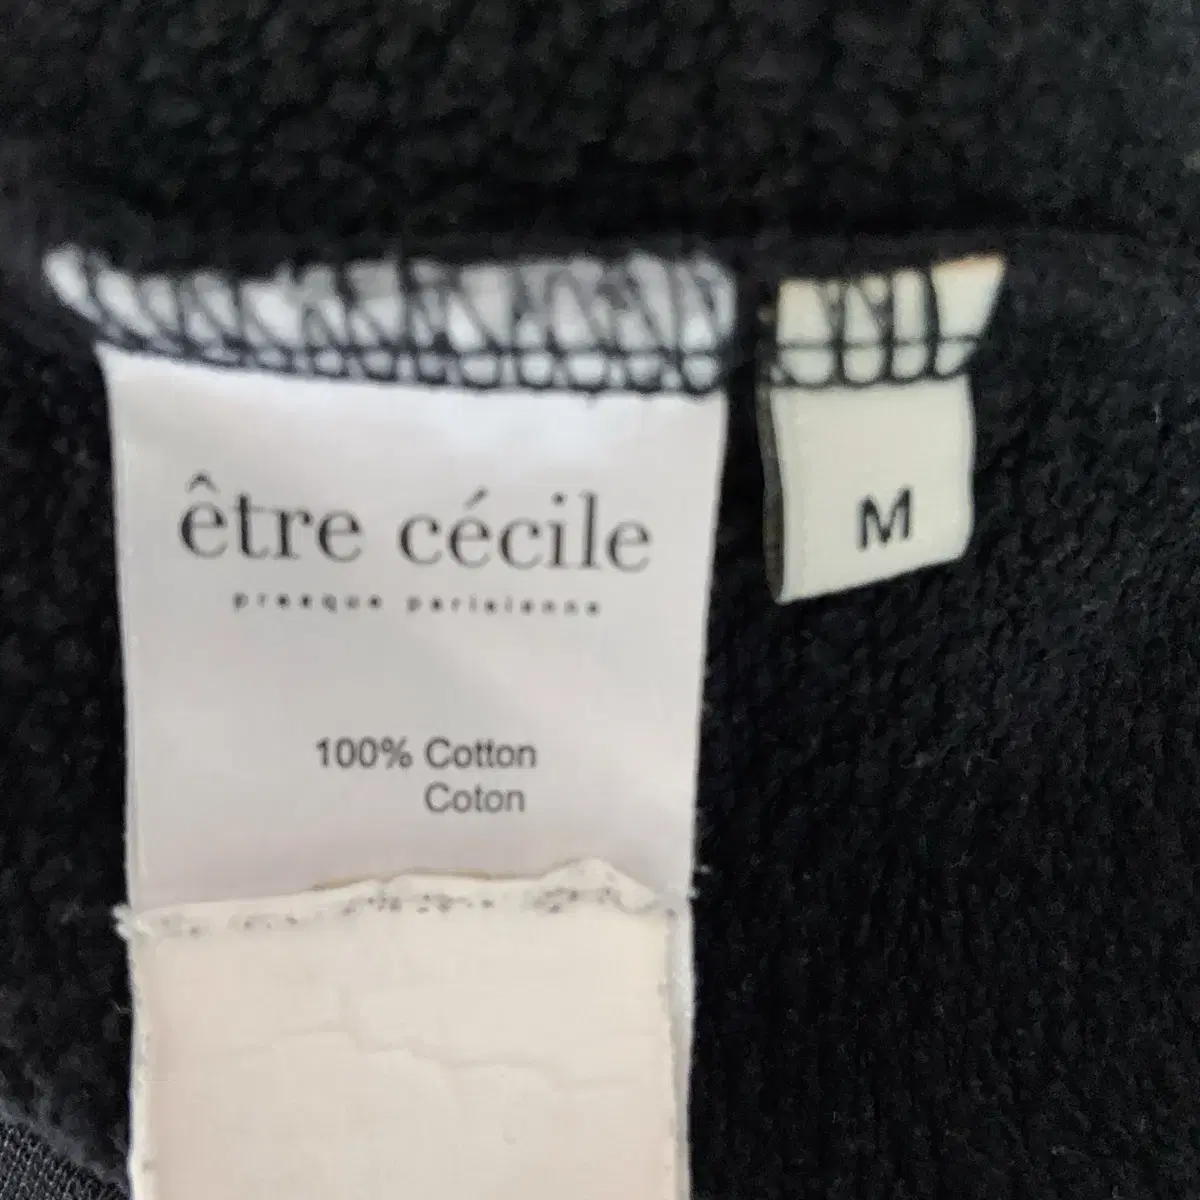 être cécile
presque parisienne
100% Cotton
Coton
M